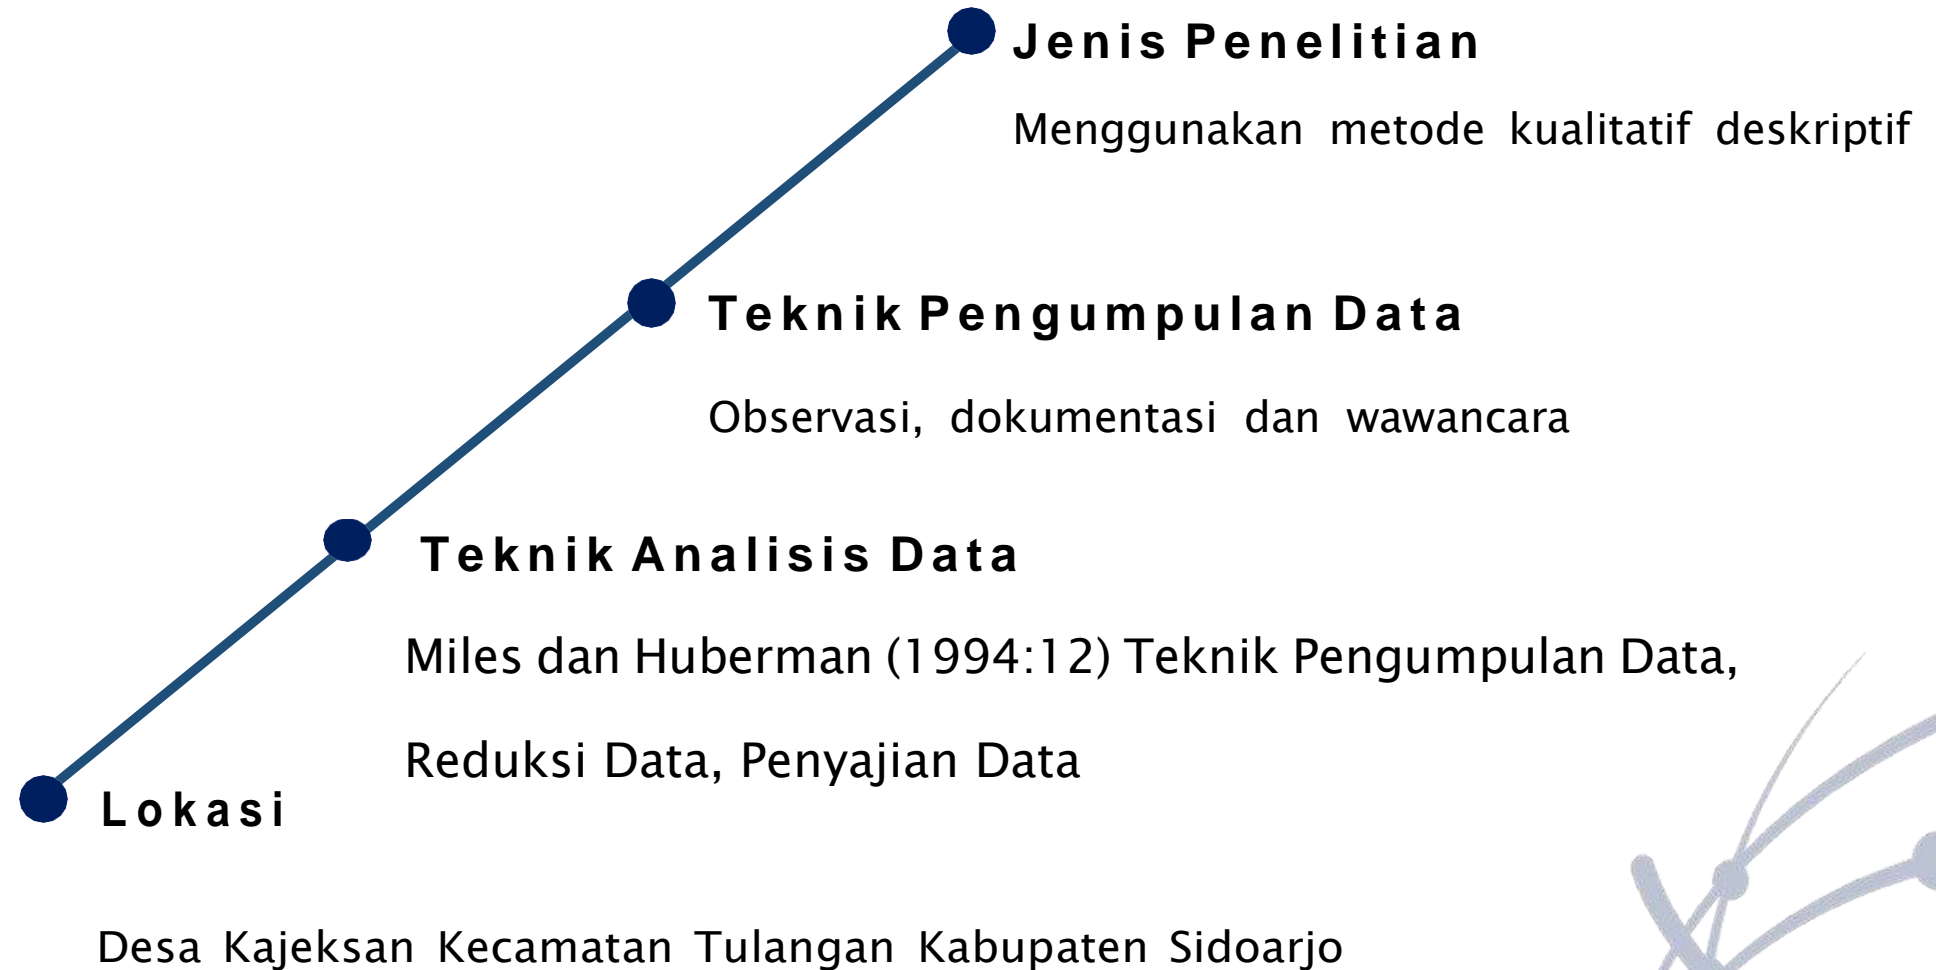 Jenis Penelitian
Menggunakan metode kualitatif deskriptif
Teknik Pengumpulan Data
Observasi, dokumentasi dan wawancara
Teknik Analisis Data
Miles dan Huberman (1994:12) Teknik Pengumpulan Data,
Reduksi Data, Penyajian Data
Lokasi
Desa Kajeksan Kecamatan Tulangan Kabupaten Sidoarjo